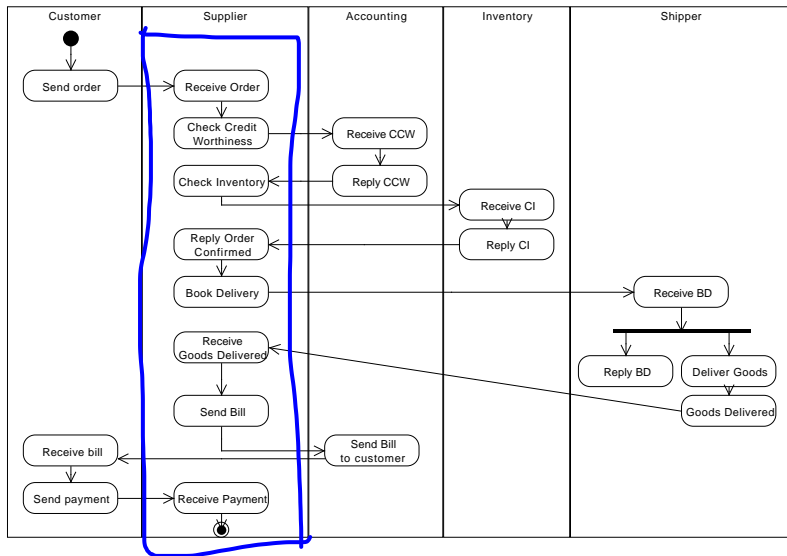 Customer
Supplier
Accounting
Inventory
Shipper
Send order
Receive Order
Check Credit
Worthiness
Receive CCW
Check Inventory
Reply CCW
Receive CI
Reply Order
Confirmed
Reply CI
Book Delivery
Receive BD
Receive
Goods Delivered
Reply BD
Deliver Goods
Send Bill
Goods Delivered
Receive bill
Send Bill
to customer
Send payment
Receive Payment